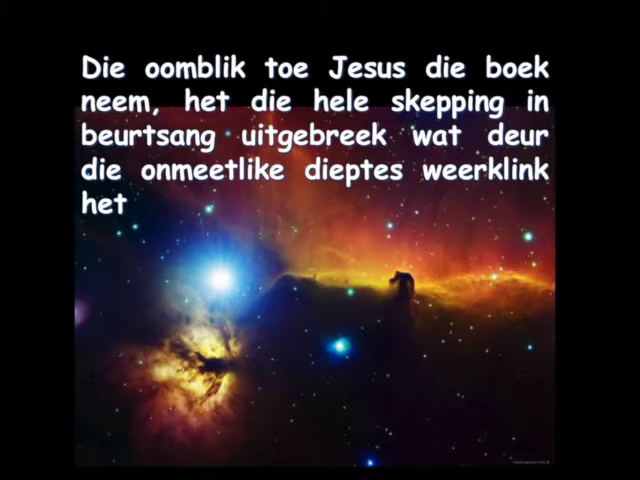 Die oomblik toe Jesus die boek
neem, het die hele skepping in
beurtsang uitgebreek wat deur
die onmeetlike dieptes weerklink
het